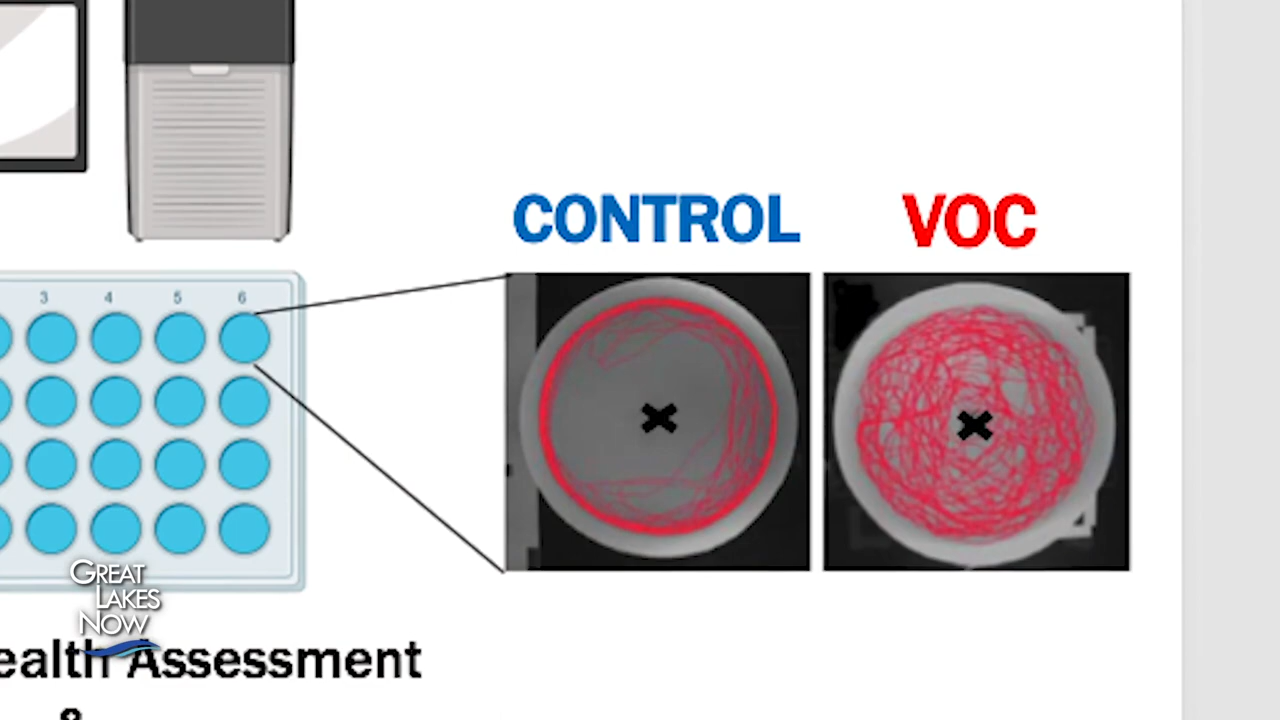 CONTROL VOC
3 4 5 6
GREAT
LAKES
NOW
ealth Assessment
&